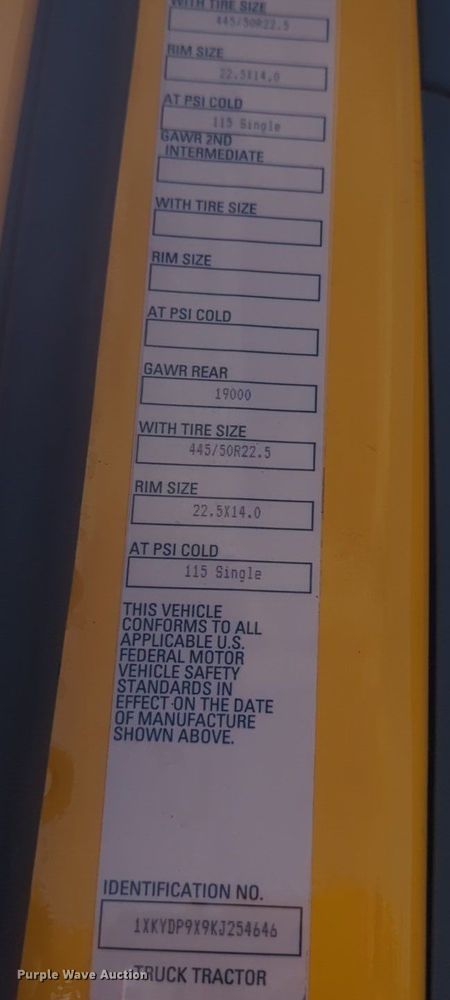 WITH TIRE SIZE
445/50R22.5
RIM SIZE
22.5X14.0
AT PSI COLD
115 Single
GAWR 2ND
INTERMEDIATE
WITH TIRE SIZE
RIM SIZE
AT PSI COLD
GAWR REAR
19000
WITH TIRE SIZE
445/50R22.5
RIM SIZE
22.5X14.0
AT PSI COLD
115 Single
THIS VEHICLE
CONFORMS TO ALL
APPLICABLE U.S.
FEDERAL MOTOR
VEHICLE SAFETY
STANDARDS IN
EFFECT ON THE DATE
OF MANUFACTURE
SHOWN ABOVE.
IDENTIFICATION NO.
1XKYDP9X9KJ254646
TRUCK TRACTOR
Purple Wave Auction